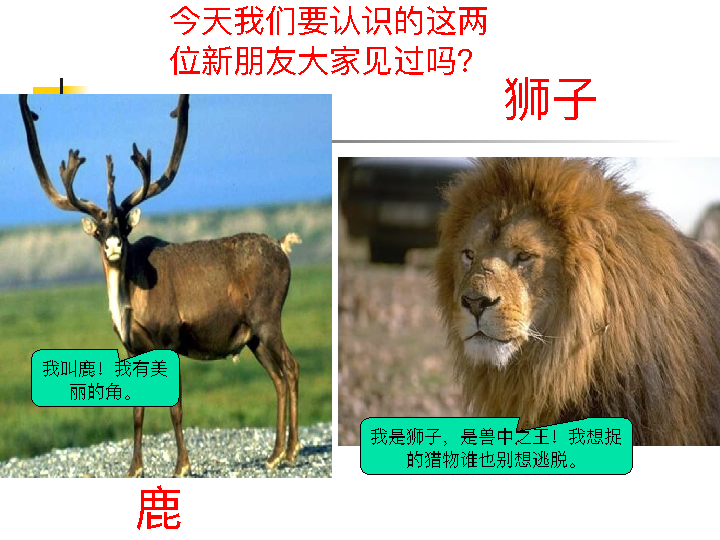 今天我们要认识的这两
位新朋友大家见过吗?
狮子
我叫鹿！我有美
丽的角。
我是狮子，是兽中之王！我想捉
的猎物谁也别想逃脱。
鹿